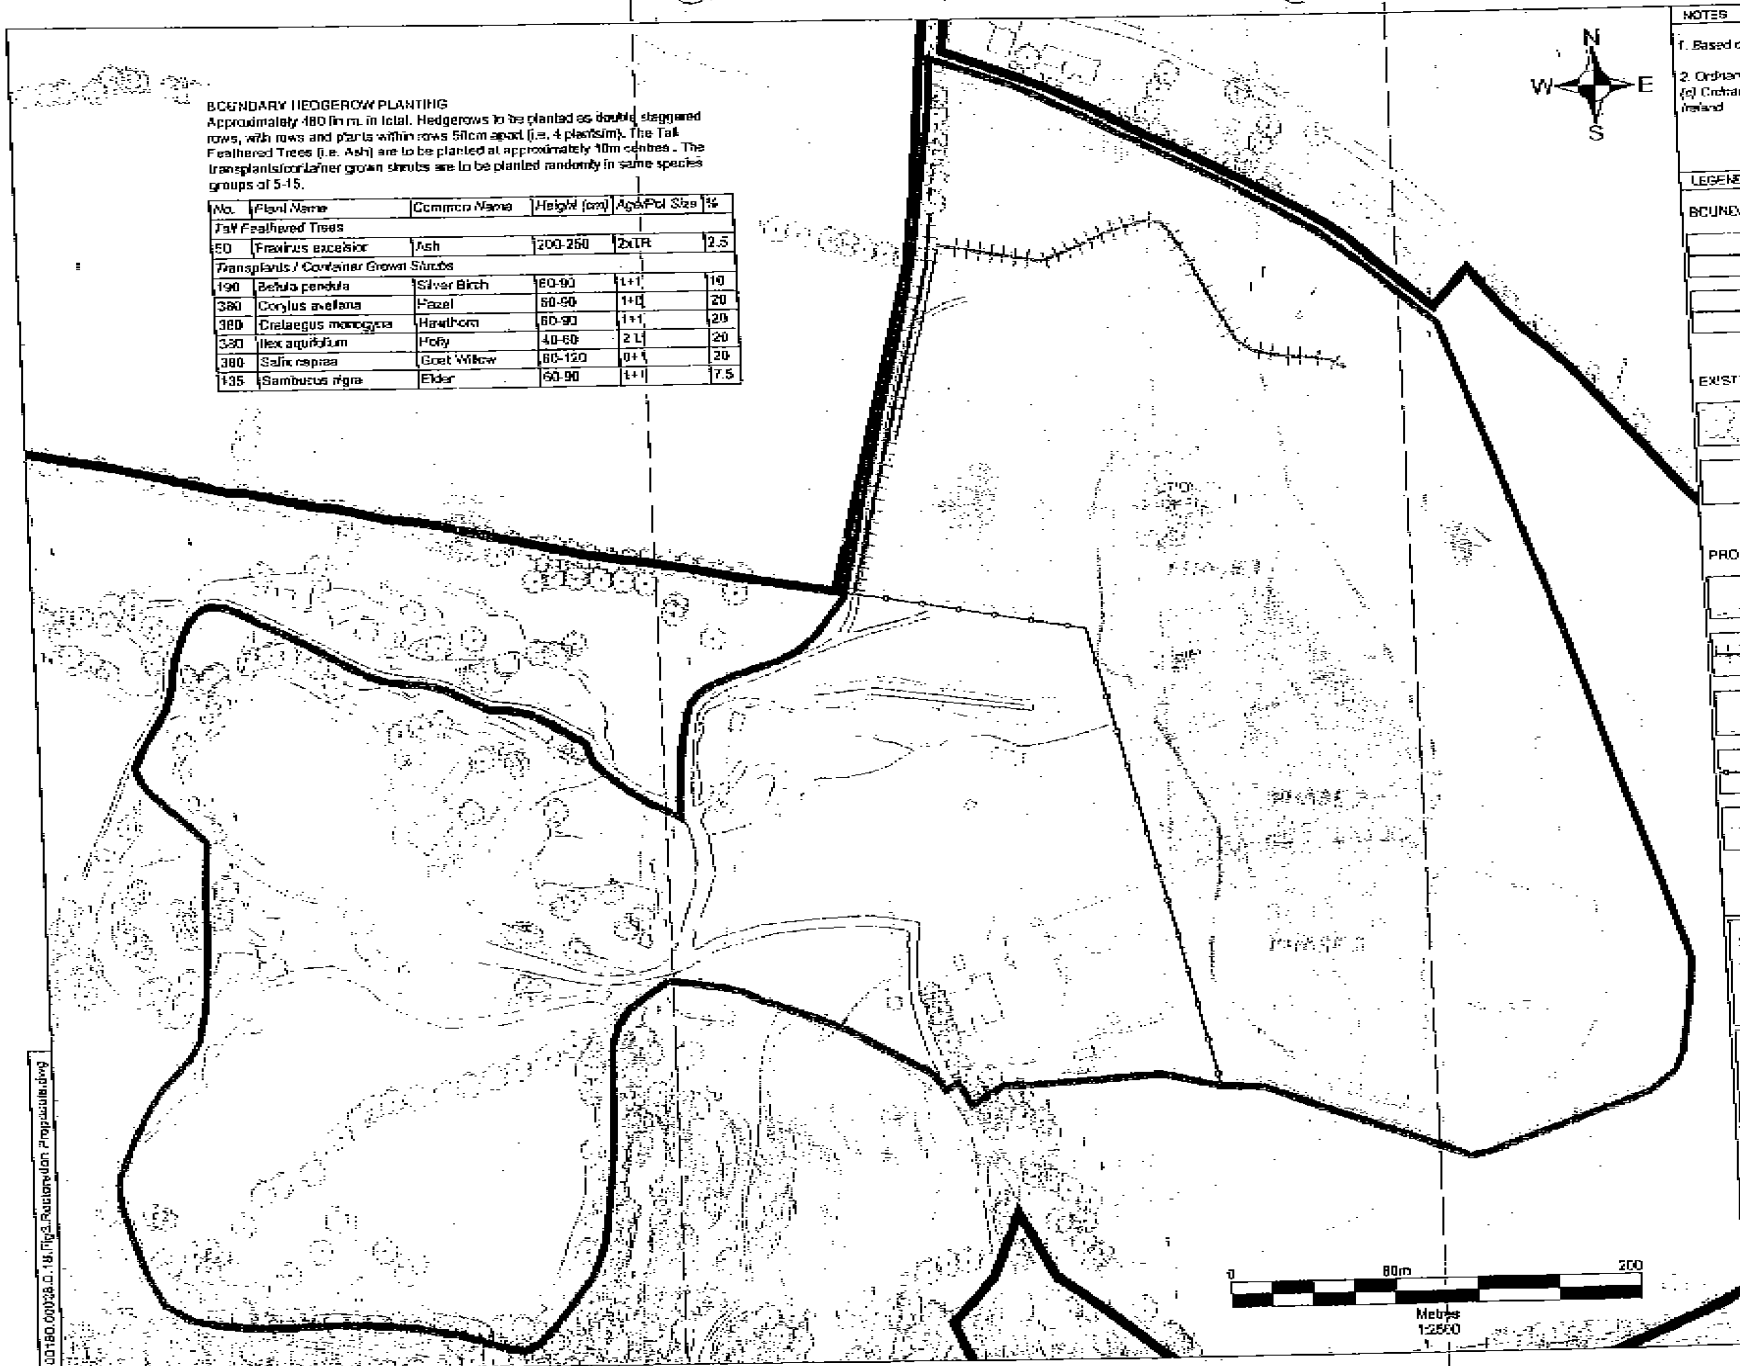 BOUNDARY HEDGEROW PLANTING
Approximately 480 lin m. in total. Hedgerows to be planted as double staggered
rows, with rows and plants within rows 50cm apart (i.e. 4 plants/m). The Tall
Feathered Trees (i.e. Ash) are to be planted at approximately 10m centres. The
transplants/container grown shrubs are to be planted randomly in same species
groups of 5-15.
No. Plant Name Common Name Height (cm) Age/Pot Size %
Tall Feathered Trees
50 Fraxinus excelsior Ash 200-250 2xTR 2.5
Transplants / Container Grown Shrubs
190 Betula pendula Silver Birch 60-90 1+1 10
380 Corylus avellana Hazel 60-90 20
380 Crataegus monogyna Hawthorn 60-90 1+1 20
380 Ilex aquifolium Holly 40-60 2 L 20
380 Salix caprea Goat Willow 60-120 0+1 20
135 Sambucus nigra Elder 60-90 1+1 7.5
N
W E
S
NOTES
1. Based
2.
(c)
Ireland
EXIST
PRO
PHASE 3
0 80m 200
Metres
1:2500